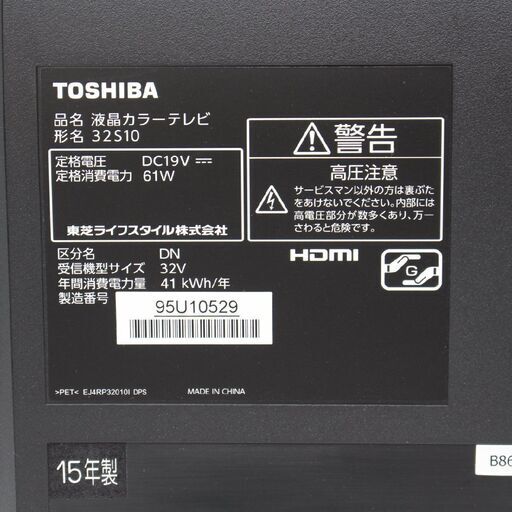 TOSHIBA
品名 液晶カラーテレビ
形名 32S10
定格電圧 DC19V ⎓
定格消費電力 61W
東芝ライフスタイル株式会社
区分名 DN
受信機型サイズ 32V
年間消費電力量 41 kWh/年
製造番号
95U10529
警告
高圧注意
サービスマン以外の方は裏ぶた
をあけないでください。内部には
高電圧部分が数多くあり、万一
さわると危険です。
HDMI
G
>PET< EJ4RP32010I DPS MADE IN CHINA
15年製
B86